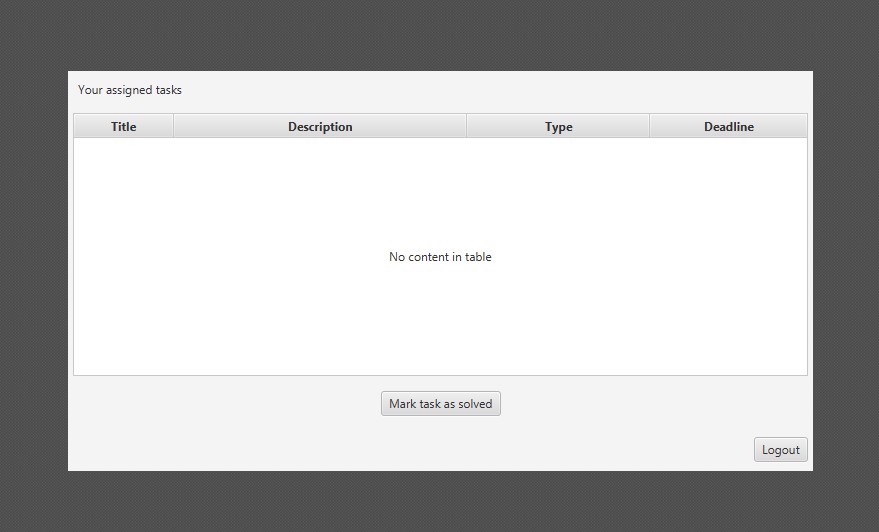 Your assigned tasks
Title Description Type Deadline
No content in table
Mark task as solved
Logout